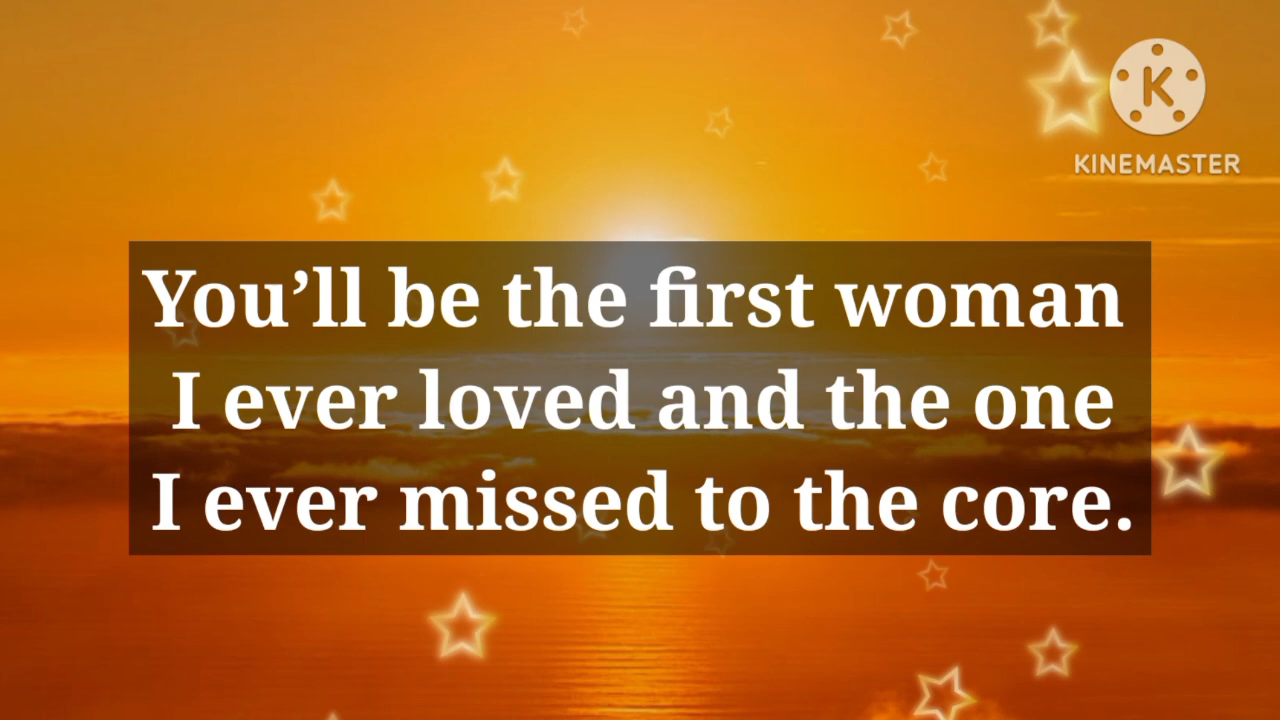 K
KINEMASTER
You’ll be the first woman
I ever loved and the one
I ever missed to the core.